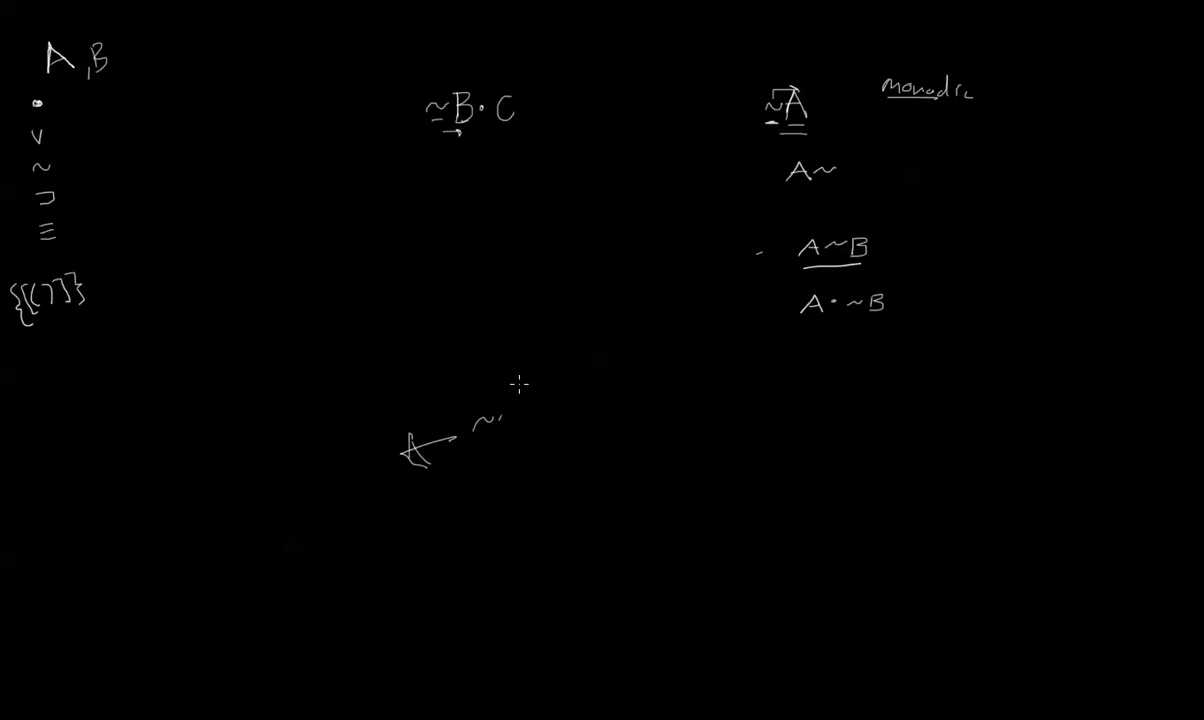 A, B
•
v
~
⊃
≡
{[( )]}
~B • C
~A
monadic
A~
A~B
A • ~B
~